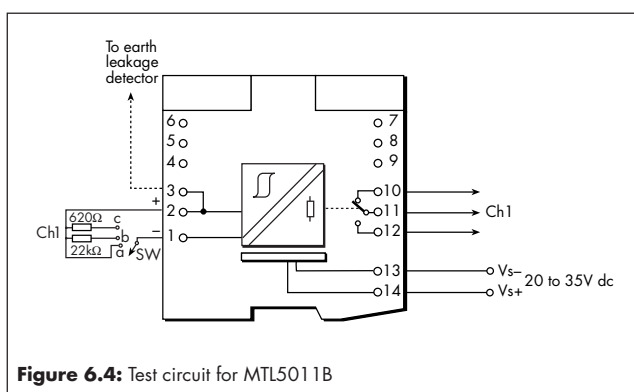 To earth
leakage
detector
6
5
4
3
+
2
620Ω
c
Ch1
b
–
1
22kΩ
a
SW
7
8
9
10
11
Ch1
12
13
Vs–
20 to 35V dc
14
Vs+
Figure 6.4: Test circuit for MTL5011B